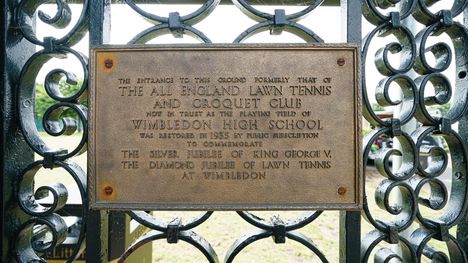 THE ENTRANCE TO THIS GROUND FORMERLY THAT OF
THE ALL ENGLAND LAWN TENNIS
AND CROQUET CLUB
NOW IN TRUST AS THE PLAYING FIELD OF
WIMBLEDON HIGH SCHOOL
WAS RESTORED IN 1935 BY PUBLIC SUBSCRIPTION
TO COMMEMORATE
THE SILVER JUBILEE OF KING GEORGE V.
THE DIAMOND JUBILEE OF LAWN TENNIS
AT WIMBLEDON